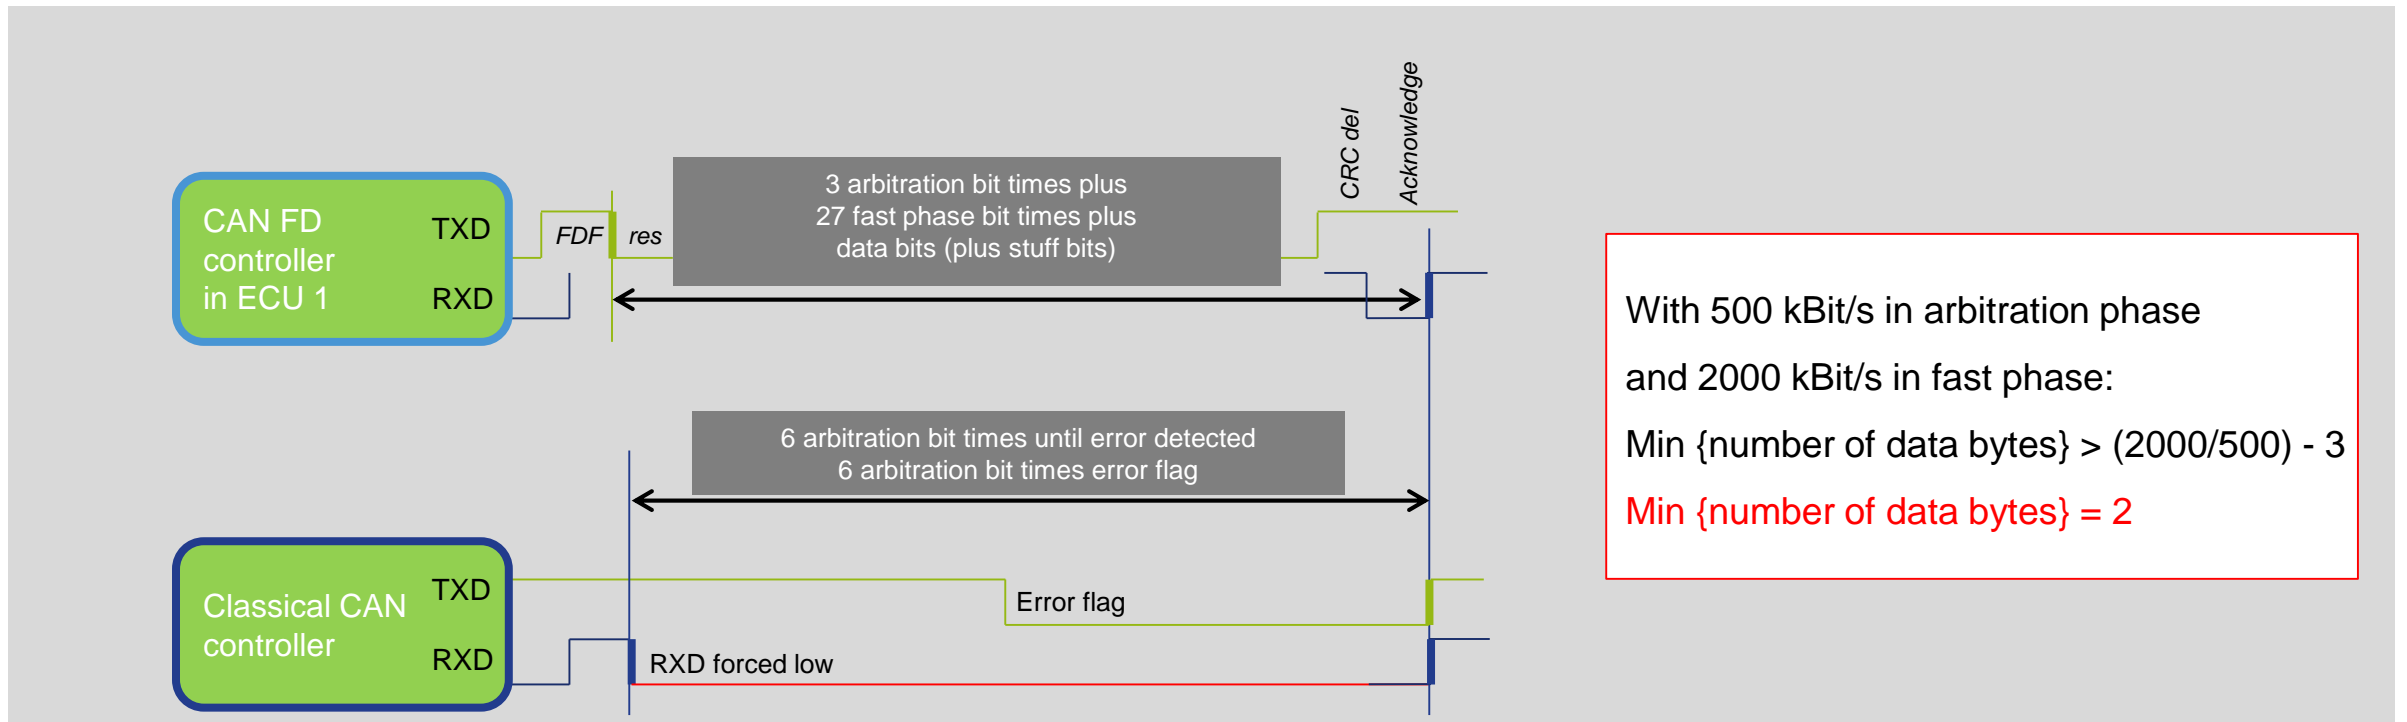 CRC del
Acknowledge
CAN FD
controller
in ECU 1
TXD
RXD
FDF
res
3 arbitration bit times plus
27 fast phase bit times plus
data bits (plus stuff bits)
6 arbitration bit times until error detected
6 arbitration bit times error flag
Classical CAN
controller
TXD
RXD
Error flag
RXD forced low
With 500 kBit/s in arbitration phase
and 2000 kBit/s in fast phase:
Min {number of data bytes} > (2000/500) - 3
Min {number of data bytes} = 2